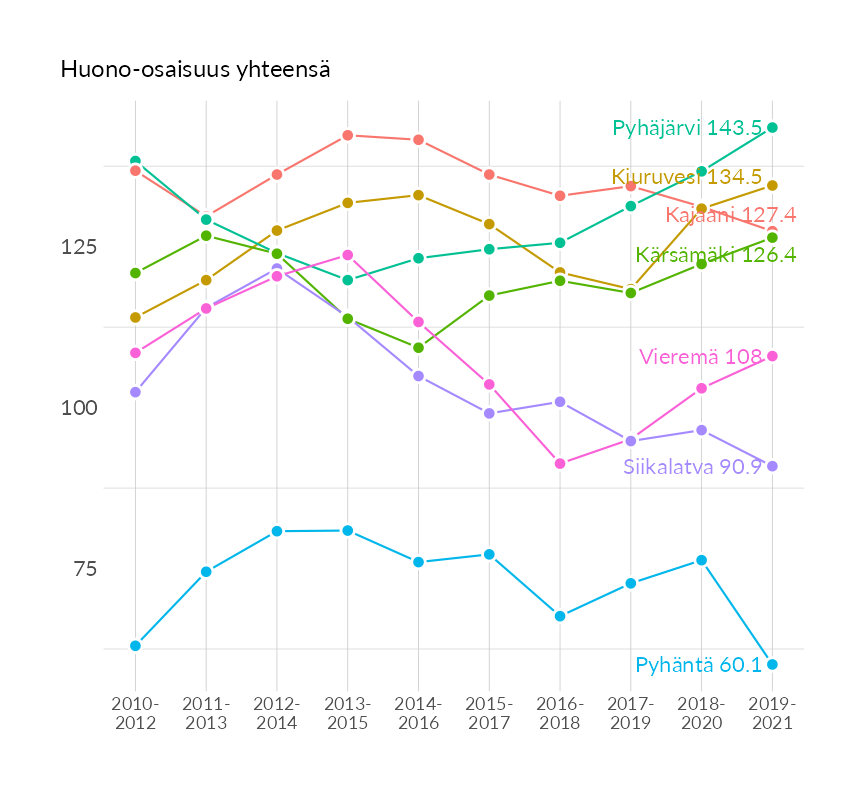 Huono-osaisuus yhteensä
Pyhäjärvi 143.5
Kiuruvesi 134.5
Kajaani 127.4
125
Kärsämäki 126.4
Vieremä 108
100
Siikalatva 90.9
75
Pyhäntä 60.1
2010- 2011- 2012- 2013- 2014- 2015- 2016- 2017- 2018- 2019-
2012 2013 2014 2015 2016 2017 2018 2019 2020 2021